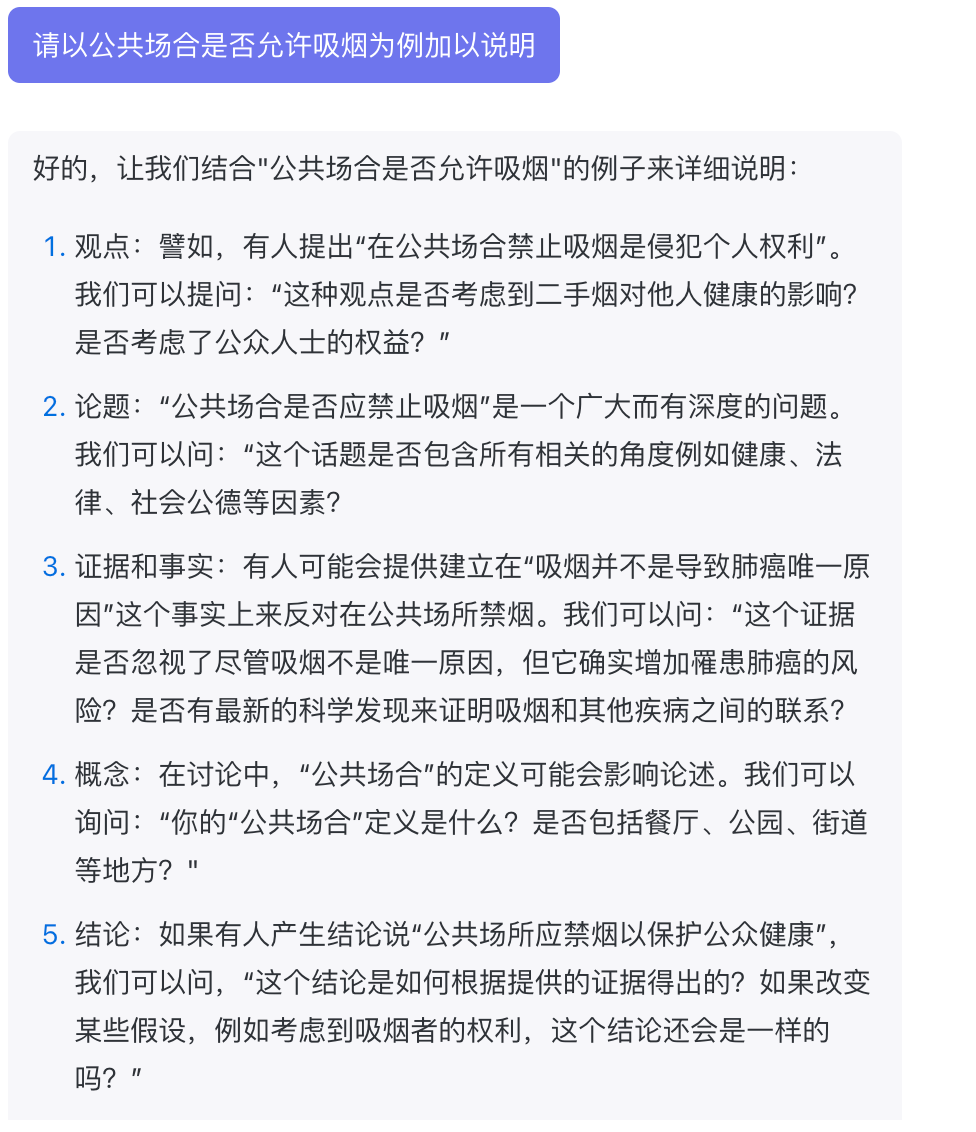 请以公共场合是否允许吸烟为例加以说明
好的，让我们结合"公共场合是否允许吸烟"的例子来详细说明：
1. 观点：譬如，有人提出“在公共场合禁止吸烟是侵犯个人权利”。
我们可以提问：“这种观点是否考虑到二手烟对他人健康的影响？
是否考虑了公众人士的权益？”
2. 论题：“公共场合是否应禁止吸烟”是一个广大而有深度的问题。
我们可以问：“这个话题是否包含所有相关的角度例如健康、法
律、社会公德等因素？
3. 证据和事实：有人可能会提供建立在“吸烟并不是导致肺癌唯一原
因”这个事实上来反对在公共场所禁烟。我们可以问：“这个证据
是否忽视了尽管吸烟不是唯一原因，但它确实增加罹患肺癌的风
险？是否有最新的科学发现来证明吸烟和其他疾病之间的联系？
4. 概念：在讨论中，“公共场合”的定义可能会影响论述。我们可以
询问：“你的“公共场合”定义是什么？是否包括餐厅、公园、街道
等地方？"
5. 结论：如果有人产生结论说“公共场所应禁烟以保护公众健康”，
我们可以问，“这个结论是如何根据提供的证据得出的？如果改变
某些假设，例如考虑到吸烟者的权利，这个结论还会是一样的
吗？”